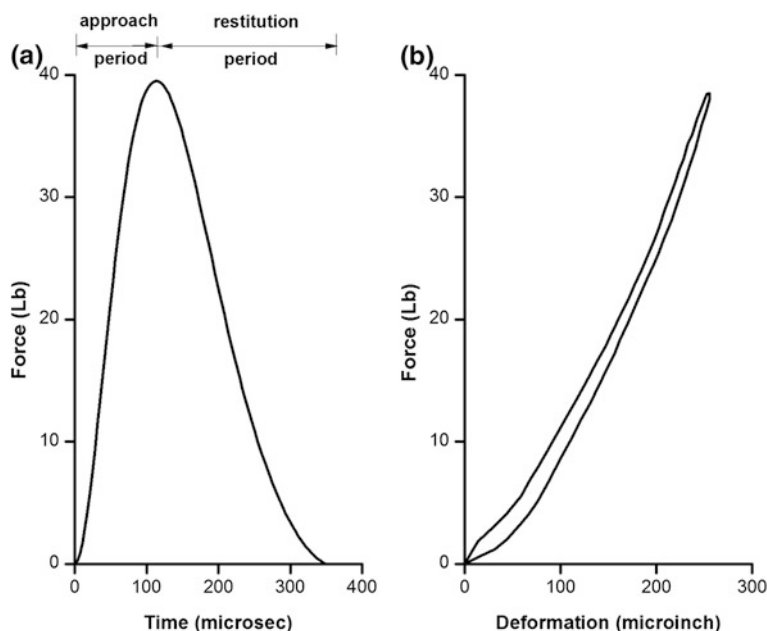 approach restitution
period period
(a)
40
30
20
10
0
Force (Lb)
0 100 200 300 400
Time (microsec)
(b)
40
30
20
10
0
Force (Lb)
0 100 200 300
Deformation (microinch)